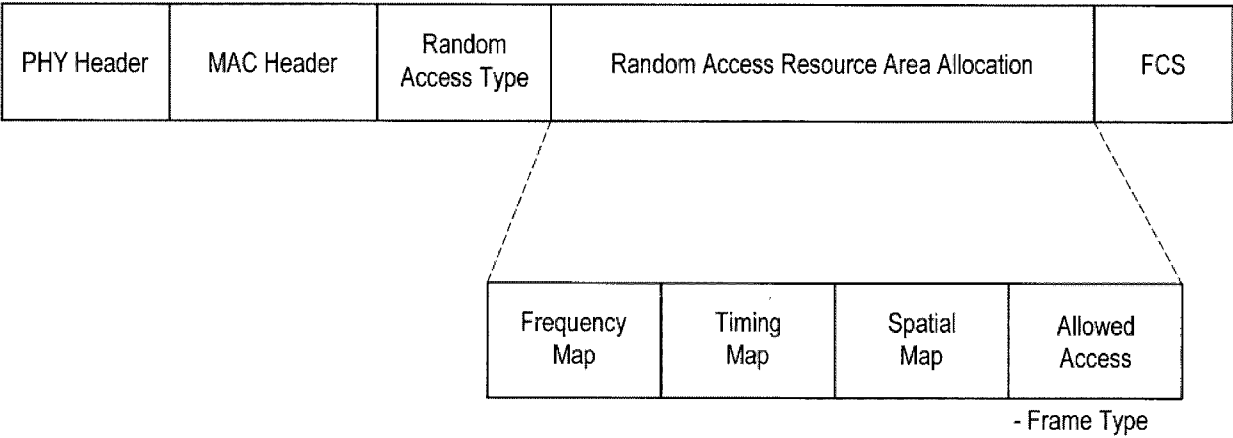 PHY Header
MAC Header
Random
Access Type
Random Access Resource Area Allocation
FCS
Frequency
Map
Timing
Map
Spatial
Map
Allowed
Access
- Frame Type